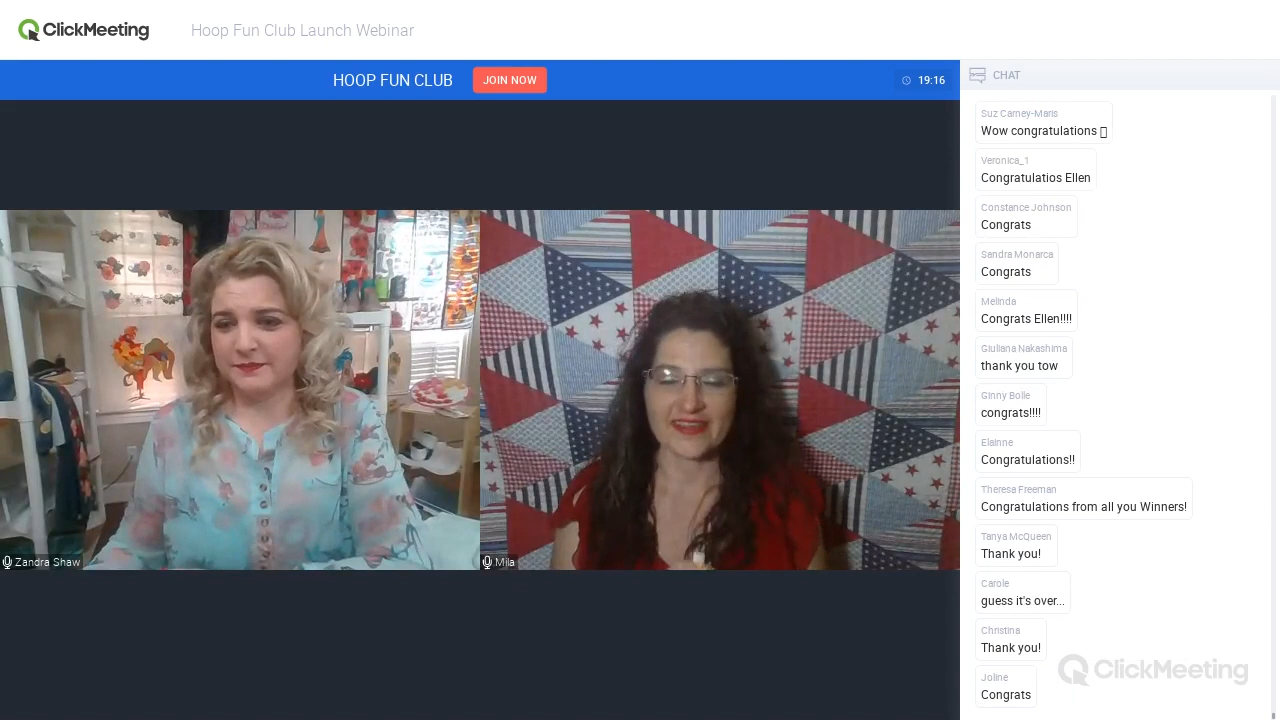 ClickMeeting
Hoop Fun Club Launch Webinar
HOOP FUN CLUB
JOIN NOW
19:16
Zandra Shaw
Mila
CHAT
Suz Carney-Maris
Wow congratulations
Veronica_1
Congratulatios Ellen
Constance Johnson
Congrats
Sandra Monarca
Congrats
Melinda
Congrats Ellen!!!!
Giuliana Nakashima
thank you tow
Ginny Bolle
congrats!!!!
Elainne
Congratulations!!
Theresa Freeman
Congratulations from all you Winners!
Tanya McQueen
Thank you!
Carole
guess it's over...
Christina
Thank you!
Joline
Congrats
ClickMeeting